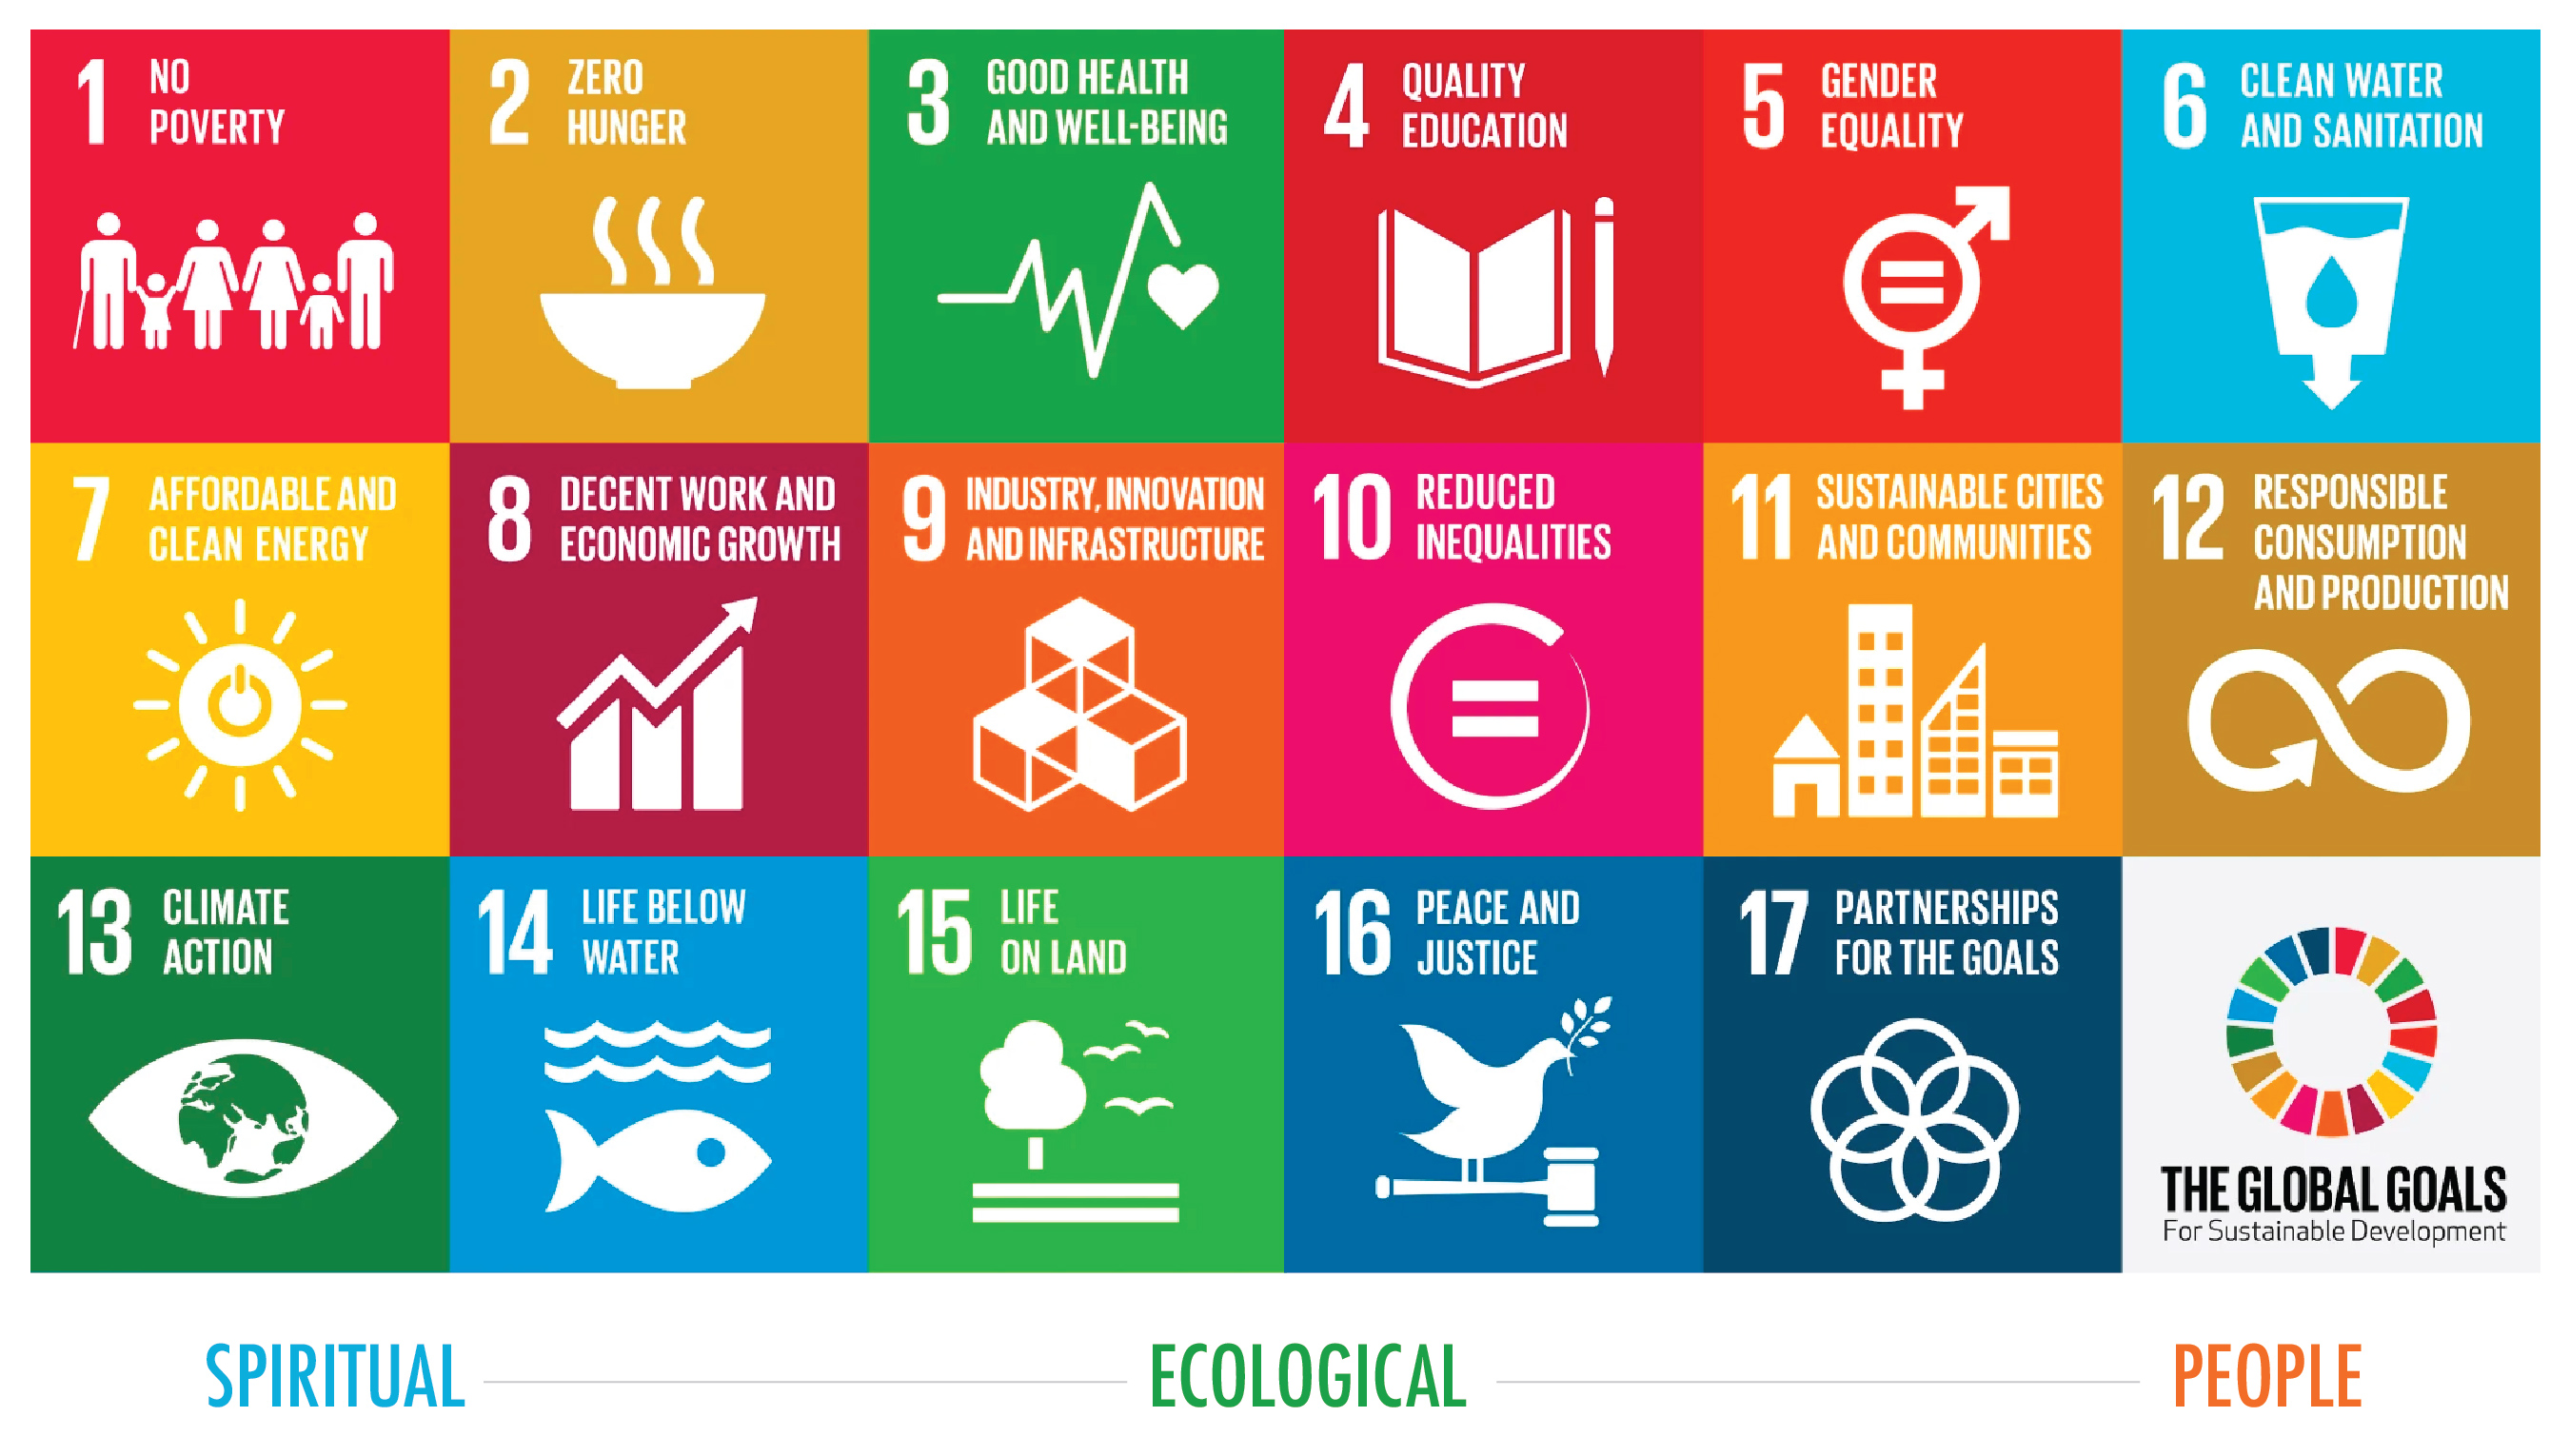 1 NO
POVERTY
2 ZERO
HUNGER
3 GOOD HEALTH
AND WELL-BEING
4 QUALITY
EDUCATION
5 GENDER
EQUALITY
6 CLEAN WATER
AND SANITATION
7 AFFORDABLE AND
CLEAN ENERGY
8 DECENT WORK AND
ECONOMIC GROWTH
9 INDUSTRY, INNOVATION
AND INFRASTRUCTURE
10 REDUCED
INEQUALITIES
11 SUSTAINABLE CITIES
AND COMMUNITIES
12 RESPONSIBLE
CONSUMPTION
AND PRODUCTION
13 CLIMATE
ACTION
14 LIFE BELOW
WATER
15 LIFE
ON LAND
16 PEACE AND
JUSTICE
17 PARTNERSHIPS
FOR THE GOALS
THE GLOBAL GOALS
For Sustainable Development
SPIRITUAL
ECOLOGICAL
PEOPLE